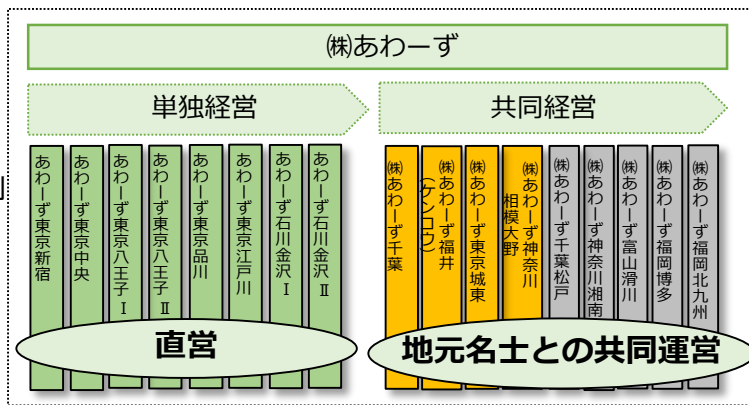 ㈱あわーず
単独経営
共同経営
あわーず東京新宿
あわーず東京中央
あわーず東京八王子Ⅰ
あわーず東京八王子Ⅱ
あわーず東京品川
あわーず東京江戸川
あわーず石川金沢Ⅰ
あわーず石川金沢Ⅱ
㈱あわーず千葉
㈱あわーず福井
(ケンコウ)
㈱あわーず東京城東
㈱あわーず神奈川
相模大野
㈱あわーず千葉松戸
㈱あわーず神奈川湘南
㈱あわーず富山滑川
㈱あわーず福岡博多
㈱あわーず福岡北九州
直営
地元名士との共同運営